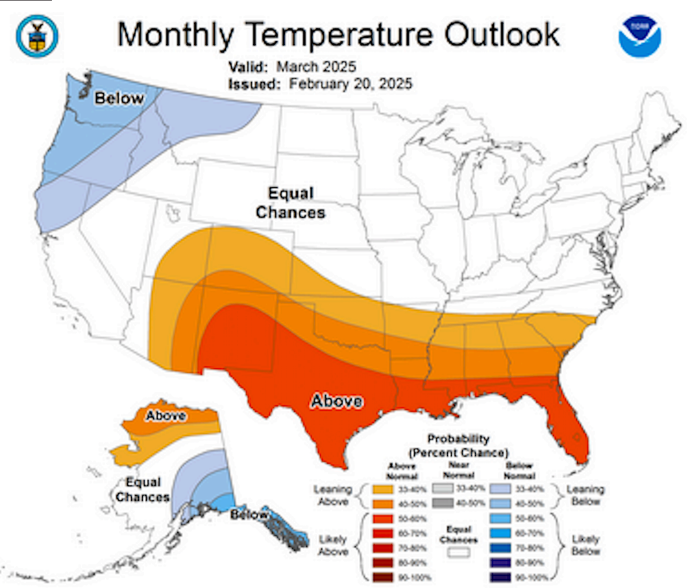 Monthly Temperature Outlook
Valid: March 2025
Issued: February 20, 2025
NOAA
Below
Equal
Chances
Above
Above
Equal
Chances
Below
Probability
(Percent Chance)
Above
Normal
Near
Normal
Below
Normal
Leaning
Above
33-40%
33-40%
33-40%
Leaning
Below
40-50%
40-50%
40-50%
Likely
Above
50-60%
50-60%
Likely
Below
60-70%
Equal
Chances
60-70%
70-80%
70-80%
80-90%
80-90%
90-100%
90-100%